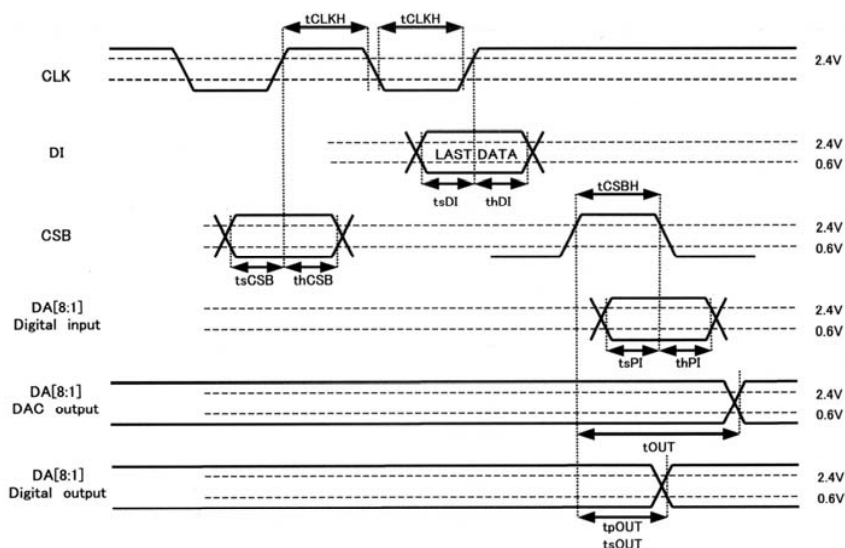 tCLKH tCLKH
CLK
2.4V
DI
2.4V
LAST DATA
0.6V
tsDI thDI
tCSBH
CSB
2.4V
0.6V
tsCSB thCSB
DA[8:1]
Digital input
2.4V
0.6V
tsPI thPI
DA[8:1]
DAC output
2.4V
0.6V
tOUT
DA[8:1]
Digital output
2.4V
0.6V
tpOUT
tsOUT